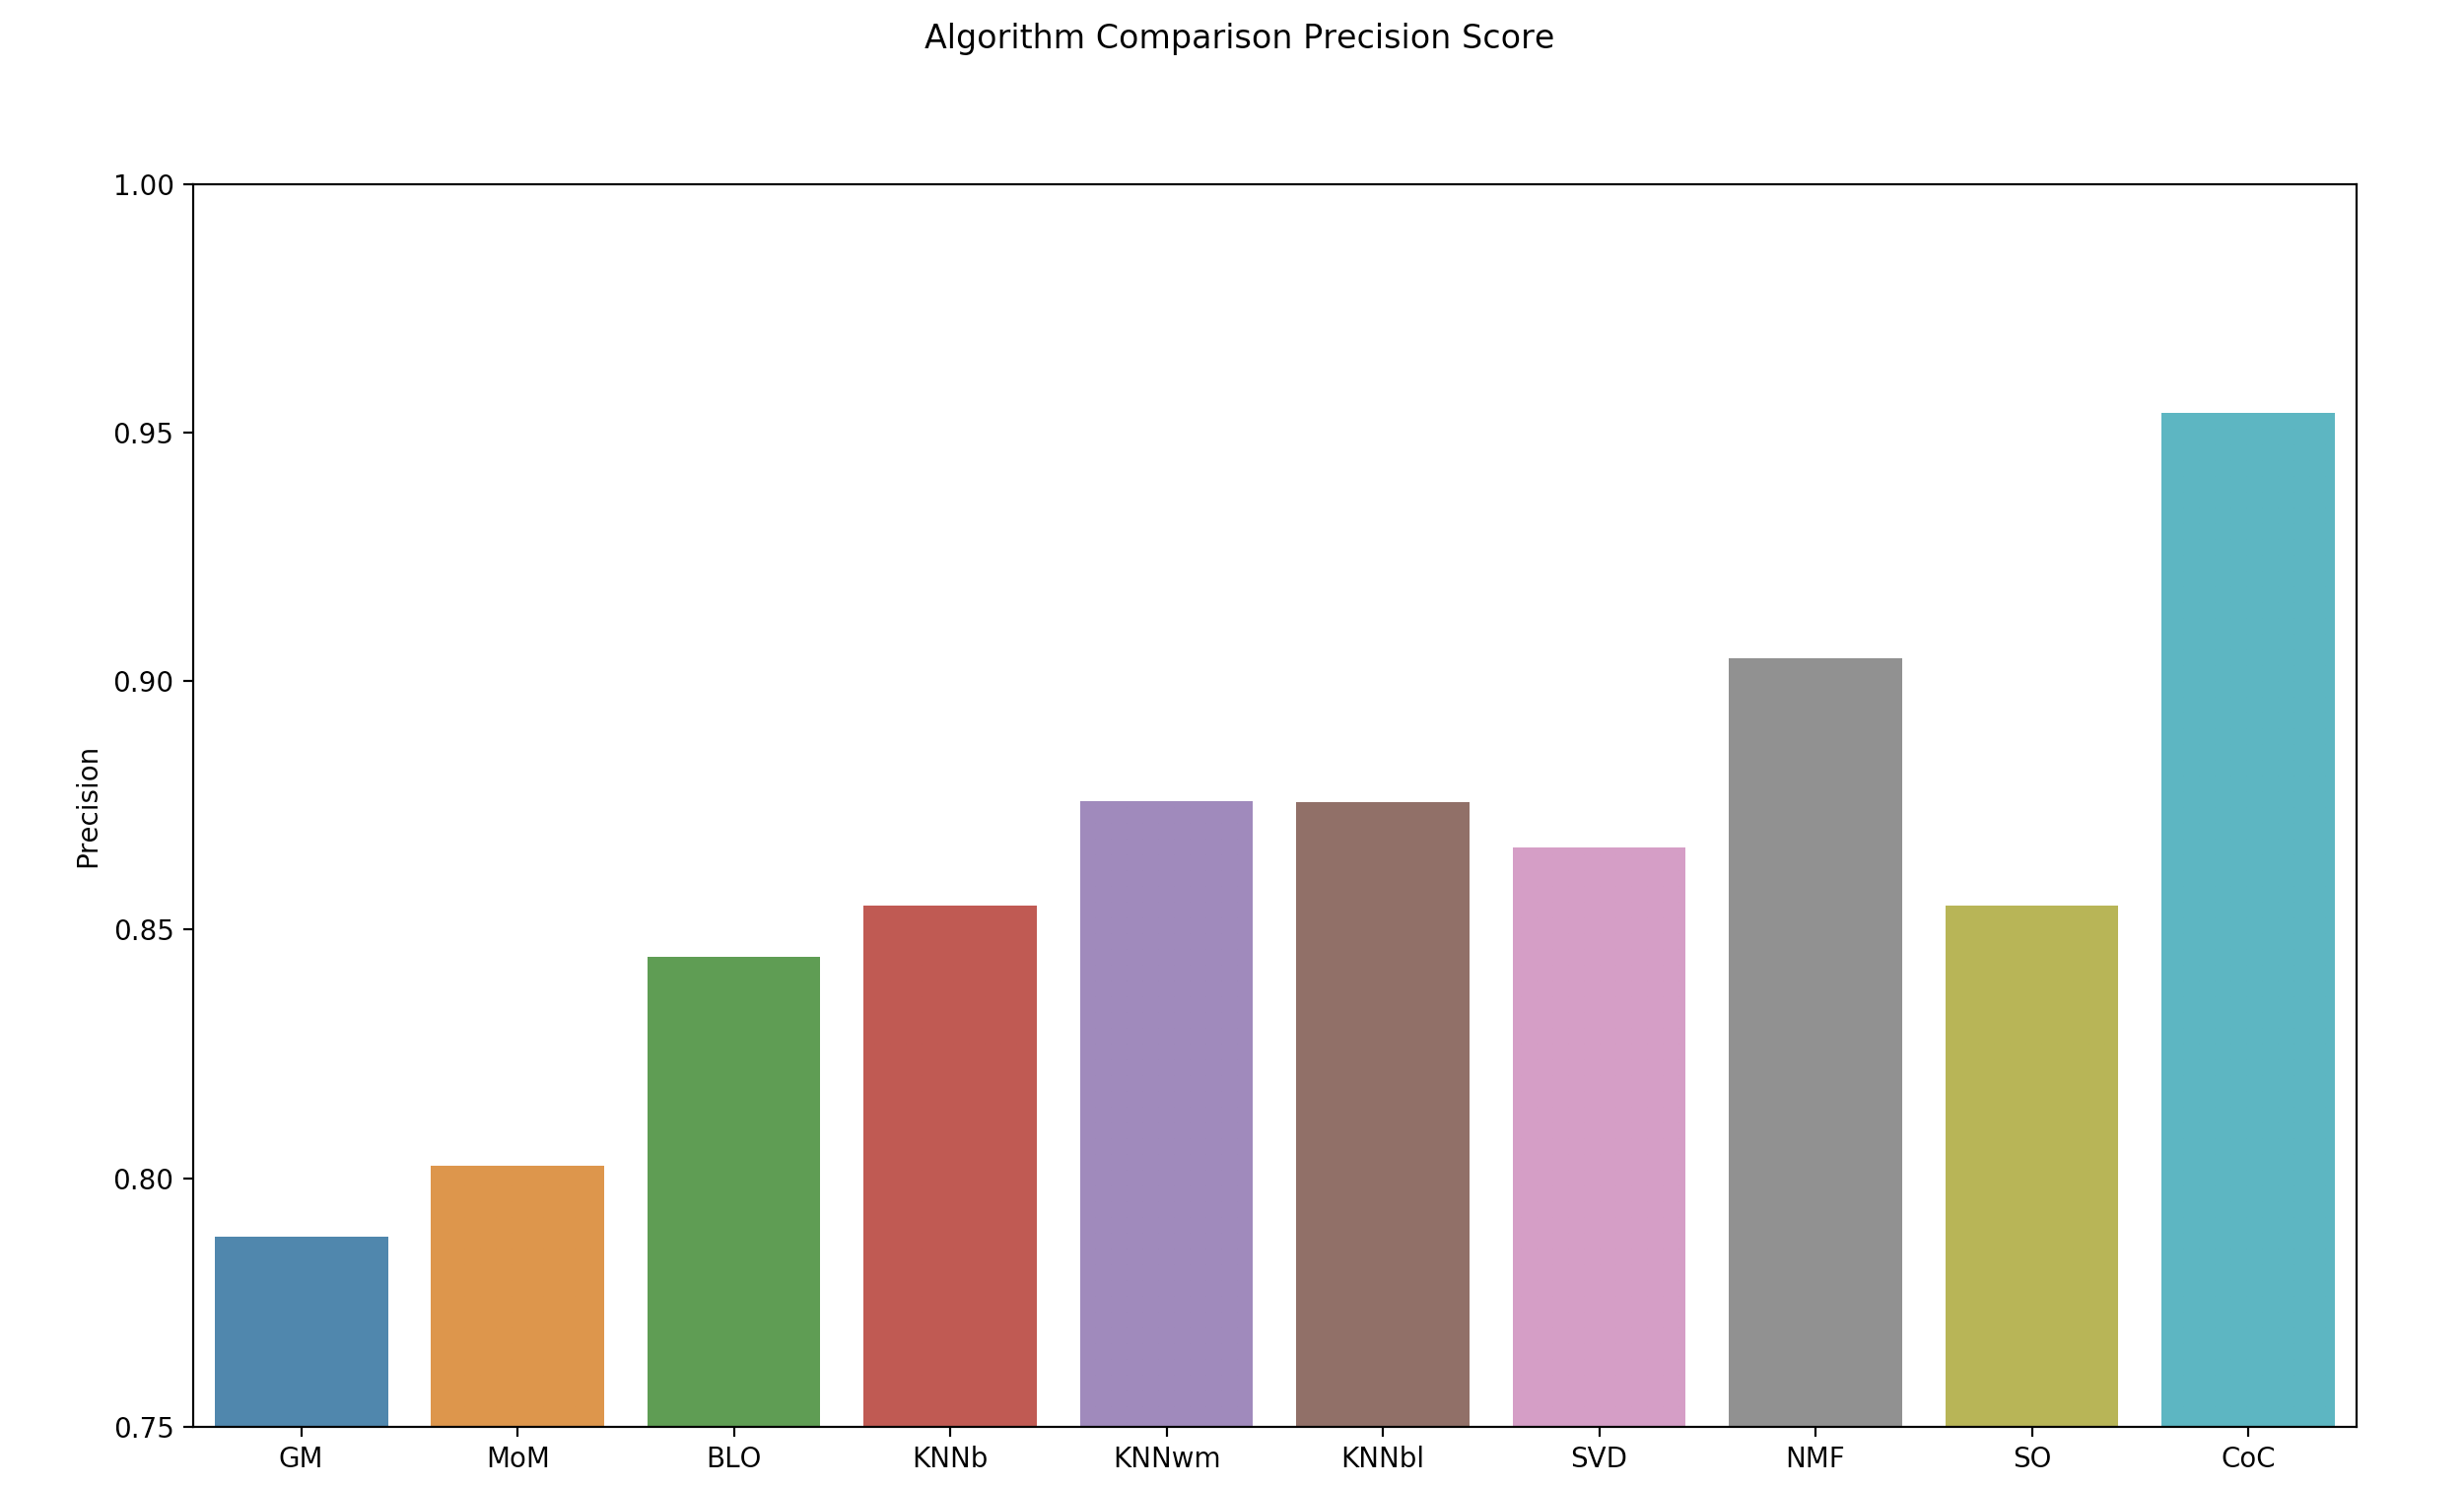 Algorithm Comparison Precision Score
1.00
0.95
0.90
0.85
0.80
0.75
Precision
GM MoM BLO KNNb KNNwm KNNbl SVD NMF SO CoC